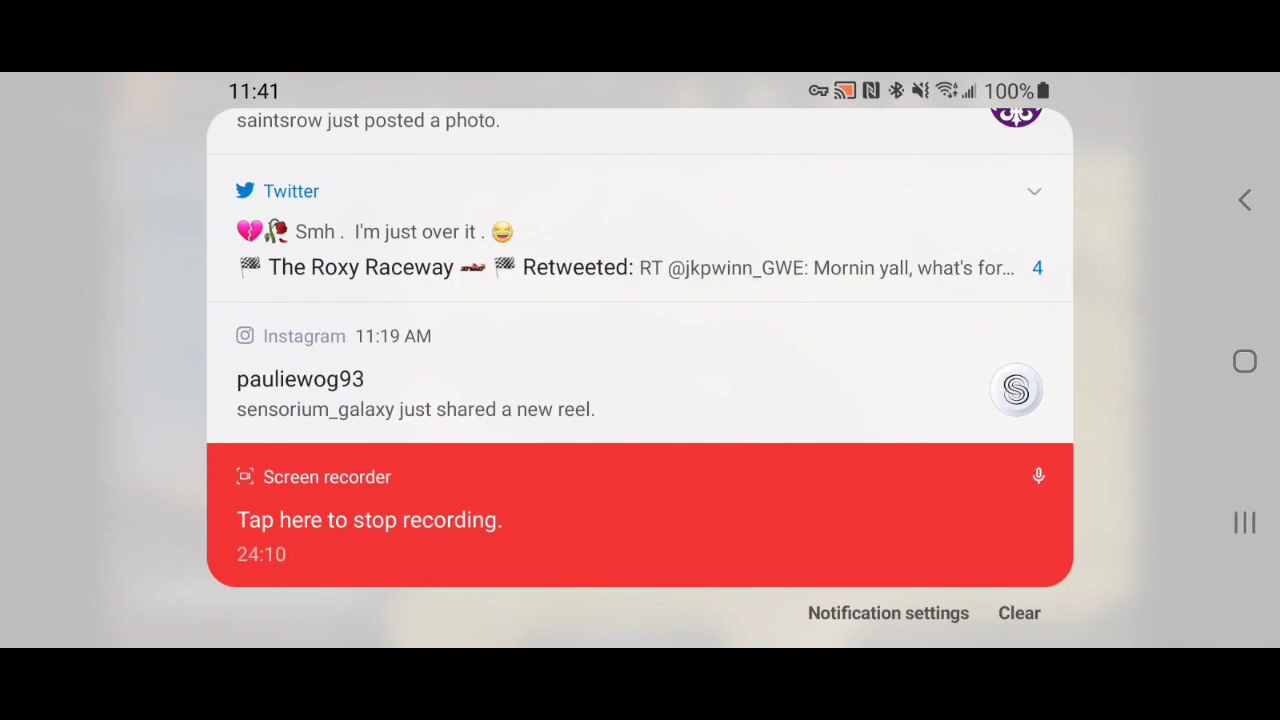 11:41 100%
saintsrow just posted a photo.
Twitter
💔🥀 Smh . I'm just over it . 😂
🏁 The Roxy Raceway 🏎️ 🏁 Retweeted: RT @jkpwinn_GWE: Mornin yall, what's for... 4
Instagram 11:19 AM
pauliewog93
sensorium_galaxy just shared a new reel.
Screen recorder
Tap here to stop recording.
24:10
Notification settings Clear